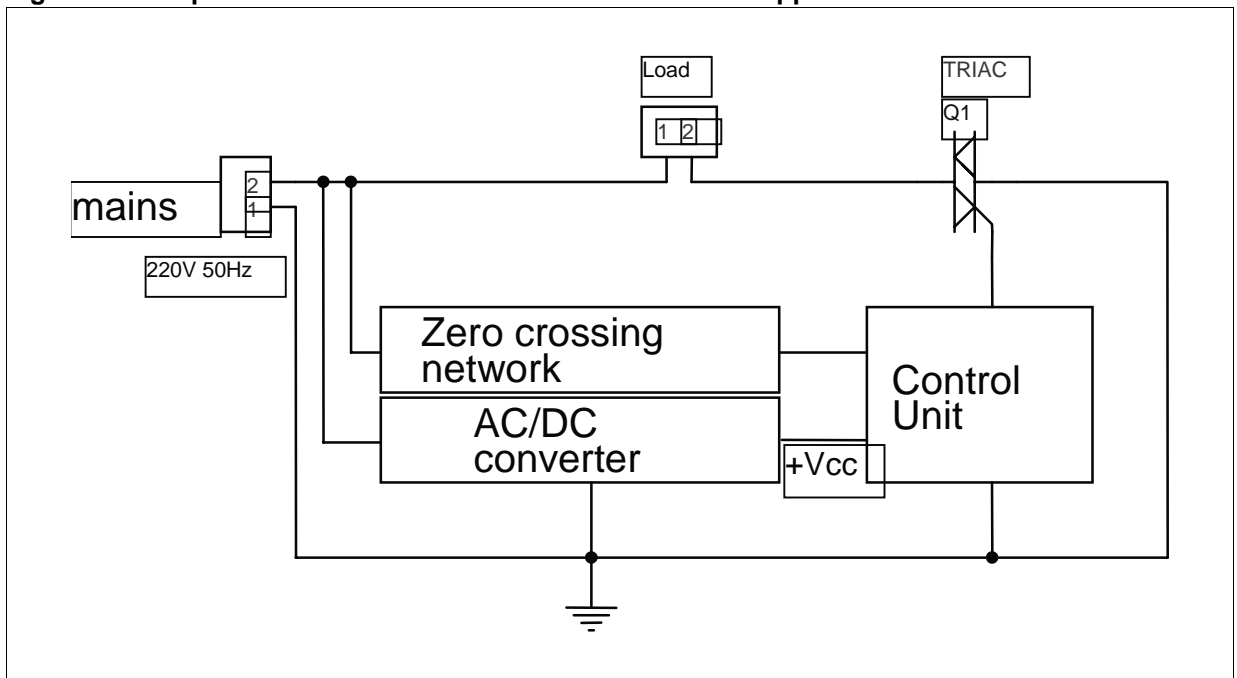 Load
TRIAC
Q1
1 2
2
1
mains
220V 50Hz
Zero crossing
network
Control
Unit
AC/DC
converter
+Vcc